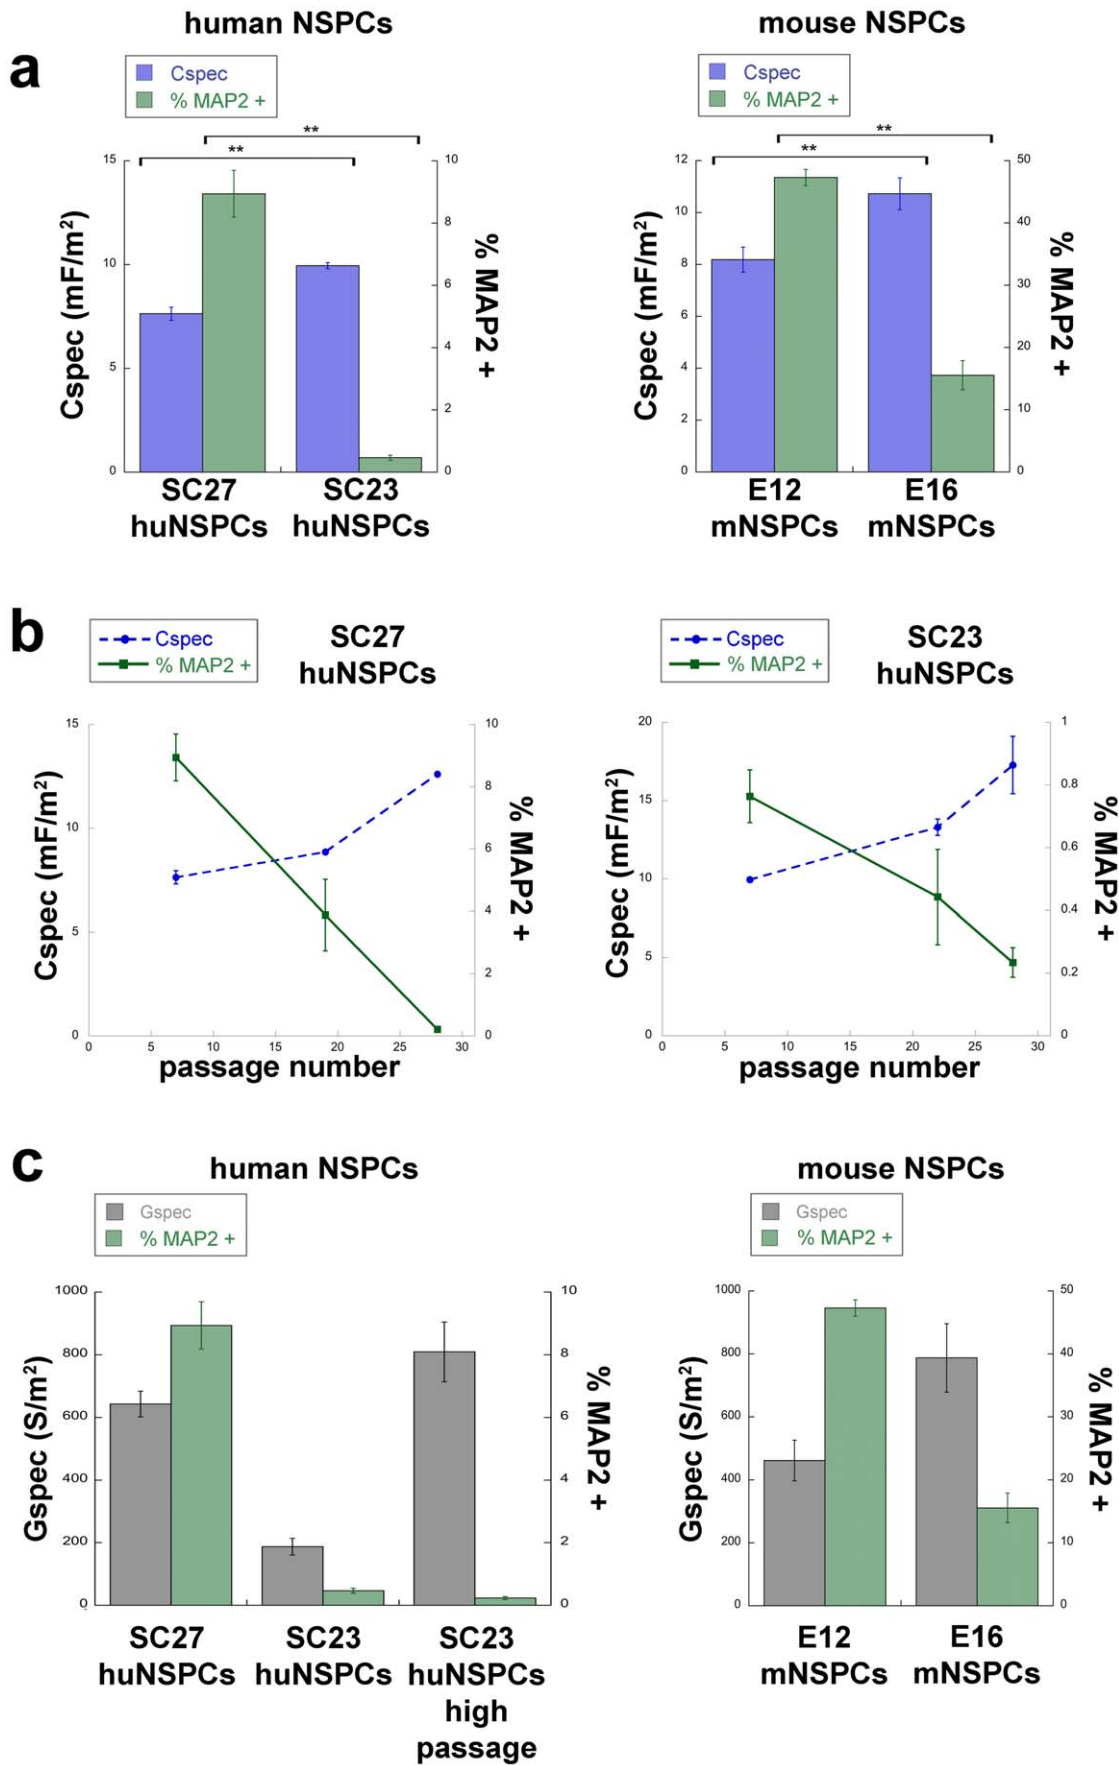 human NSPCs
mouse NSPCs
a
Cspec
% MAP2 +
Cspec
% MAP2 +
**
**
**
**
15
10
5
0
Cspec (mF/m²)
10
8
6
4
2
0
% MAP2 +
SC27
huNSPCs
SC23
huNSPCs
12
10
8
6
4
2
0
Cspec (mF/m²)
50
40
30
20
10
0
% MAP2 +
E12
mNSPCs
E16
mNSPCs
b
Cspec
% MAP2 +
SC27
huNSPCs
15
10
5
0
Cspec (mF/m²)
10
8
6
4
2
0
% MAP2 +
0 5 10 15 20 25 30
passage number
Cspec
% MAP2 +
SC23
huNSPCs
20
15
10
5
0
Cspec (mF/m²)
1
0.8
0.6
0.4
0.2
0
% MAP2 +
0 5 10 15 20 25 30
passage number
c
human NSPCs
Gspec
% MAP2 +
1000
800
600
400
200
0
Gspec (S/m²)
10
8
6
4
2
0
% MAP2 +
SC27
huNSPCs
SC23
huNSPCs
SC23
huNSPCs
high
passage
mouse NSPCs
Gspec
% MAP2 +
1000
800
600
400
200
0
Gspec (S/m²)
50
40
30
20
10
0
% MAP2 +
E12
mNSPCs
E16
mNSPCs